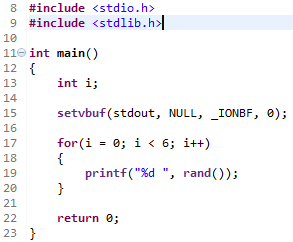 8 #include <stdio.h>
9 #include <stdlib.h>
10
11 int main()
12 {
13     int i;
14
15     setvbuf(stdout, NULL, _IONBF, 0);
16
17     for(i = 0; i < 6; i++)
18     {
19         printf("%d ", rand());
20     }
21
22     return 0;
23 }